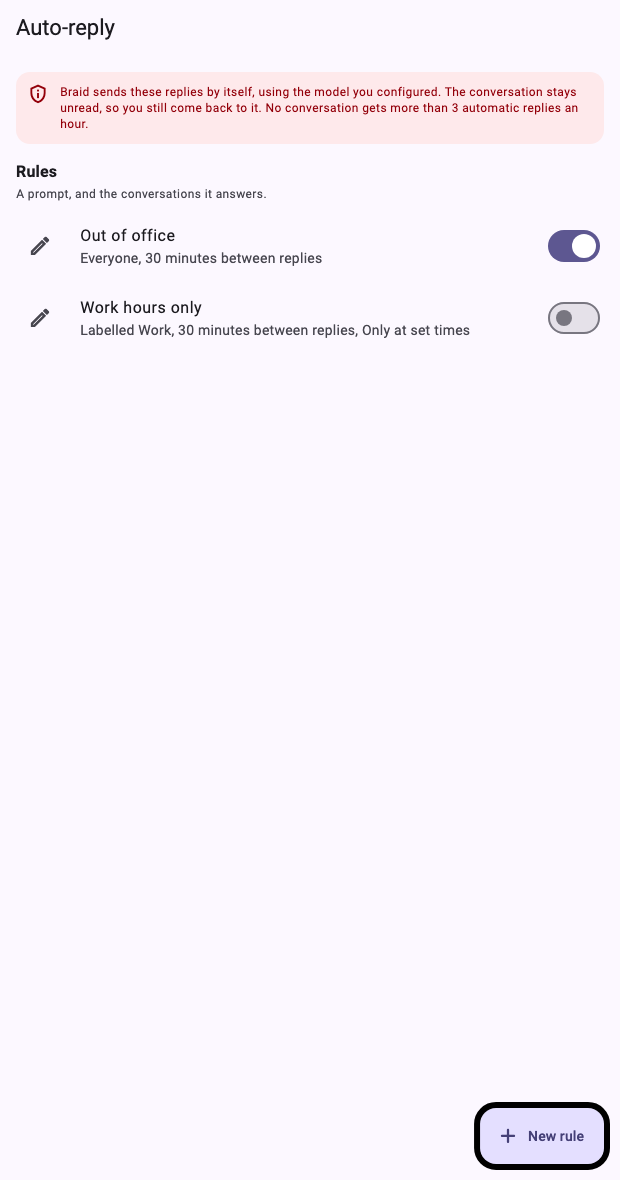 Auto-reply
Braid sends these replies by itself, using the model you configured. The conversation stays
unread, so you still come back to it. No conversation gets more than 3 automatic replies an
hour.
Rules
A prompt, and the conversations it answers.
Out of office
Everyone, 30 minutes between replies
Work hours only
Labelled Work, 30 minutes between replies, Only at set times
New rule